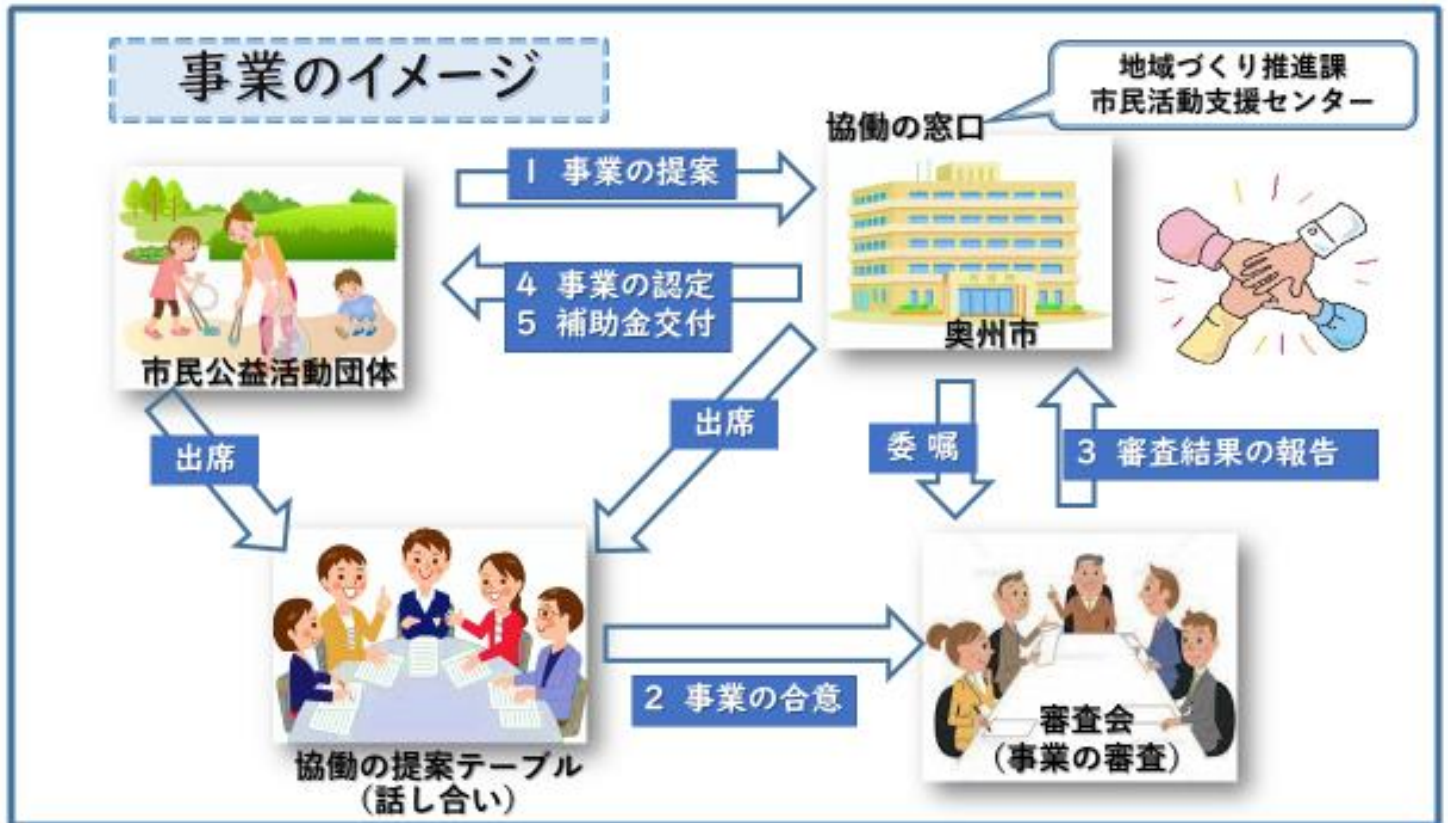 事業のイメージ
地域づくり推進課
市民活動支援センター
協働の窓口
1 事業の提案
4 事業の認定
5 補助金交付
奥州市
市民公益活動団体
出席
出席
委嘱
3 審査結果の報告
2 事業の合意
審査会
(事業の審査)
協働の提案テーブル
(話し合い)